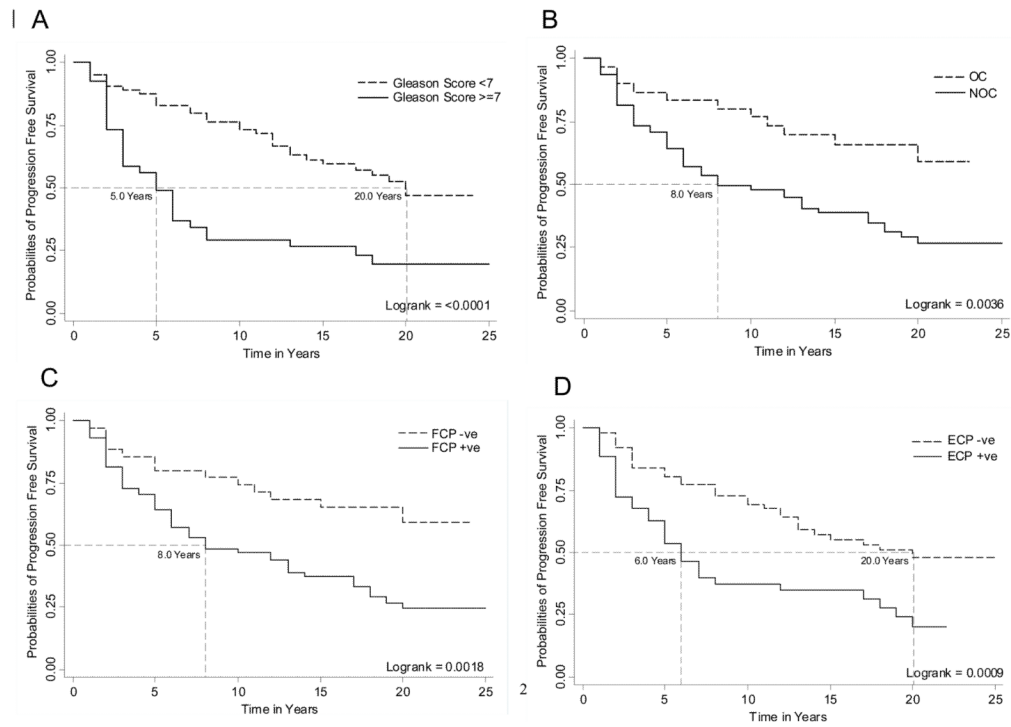 A
Probabilites of Progression Free Survival
1.00
0.75
0.50
0.25
0.00
Gleason Score <7
Gleason Score >=7
5.0 Years
20.0 Years
Logrank = <0.0001
0 5 10 15 20 25
Time in Years
B
Probabilities of Progression Free Survival
1.00
0.75
0.50
0.25
0.00
OC
NOC
8.0 Years
Logrank = 0.0036
0 5 10 15 20 25
Time in Years
C
Probabilities of Progression Free Survival
1.00
0.75
0.50
0.25
0.00
FCP -ve
FCP +ve
8.0 Years
Logrank = 0.0018
0 5 10 15 20 25
Time in Years
2
D
Probabilities of Progression Free Survival
1.00
0.75
0.50
0.25
0.00
ECP -ve
ECP +ve
6.0 Years
20.0 Years
Logrank = 0.0009
0 5 10 15 20 25
Time in Years